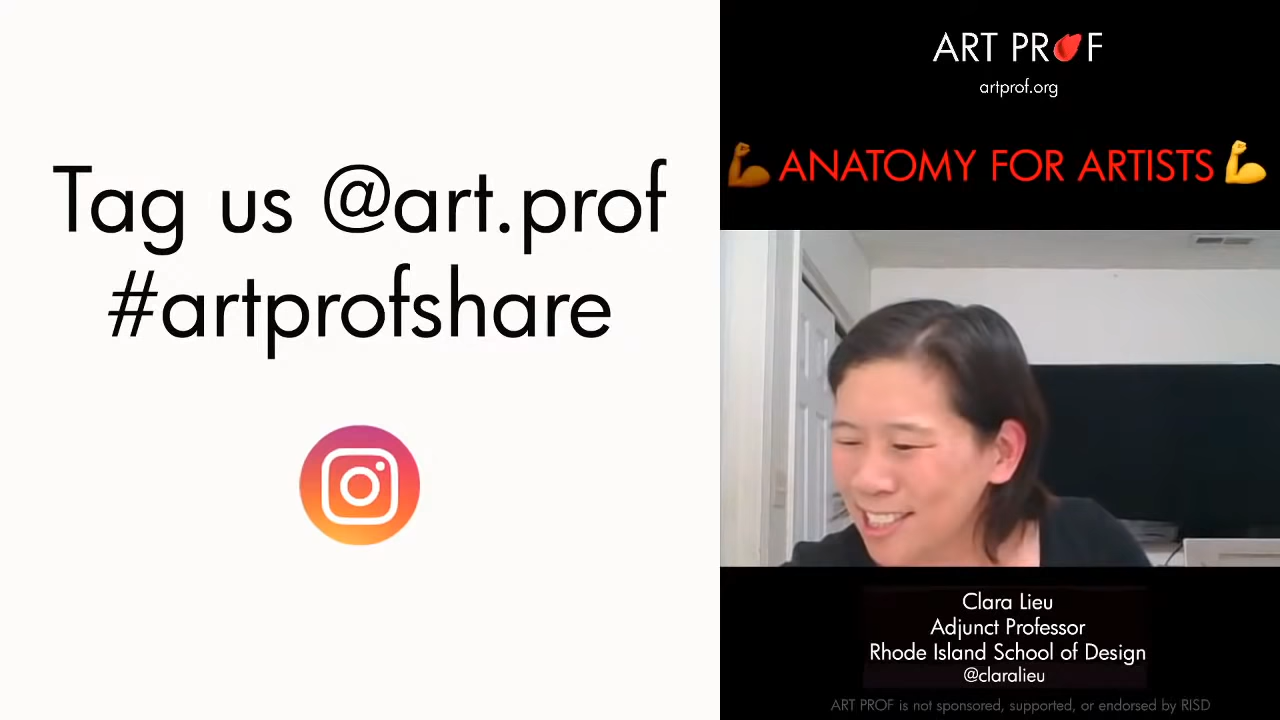 Tag us @art.prof
#artprofshare
ART PROF
artprof.org
ANATOMY FOR ARTISTS
Clara Lieu
Adjunct Professor
Rhode Island School of Design
@claralieu
ART PROF is not sponsored, supported, or endorsed by RISD